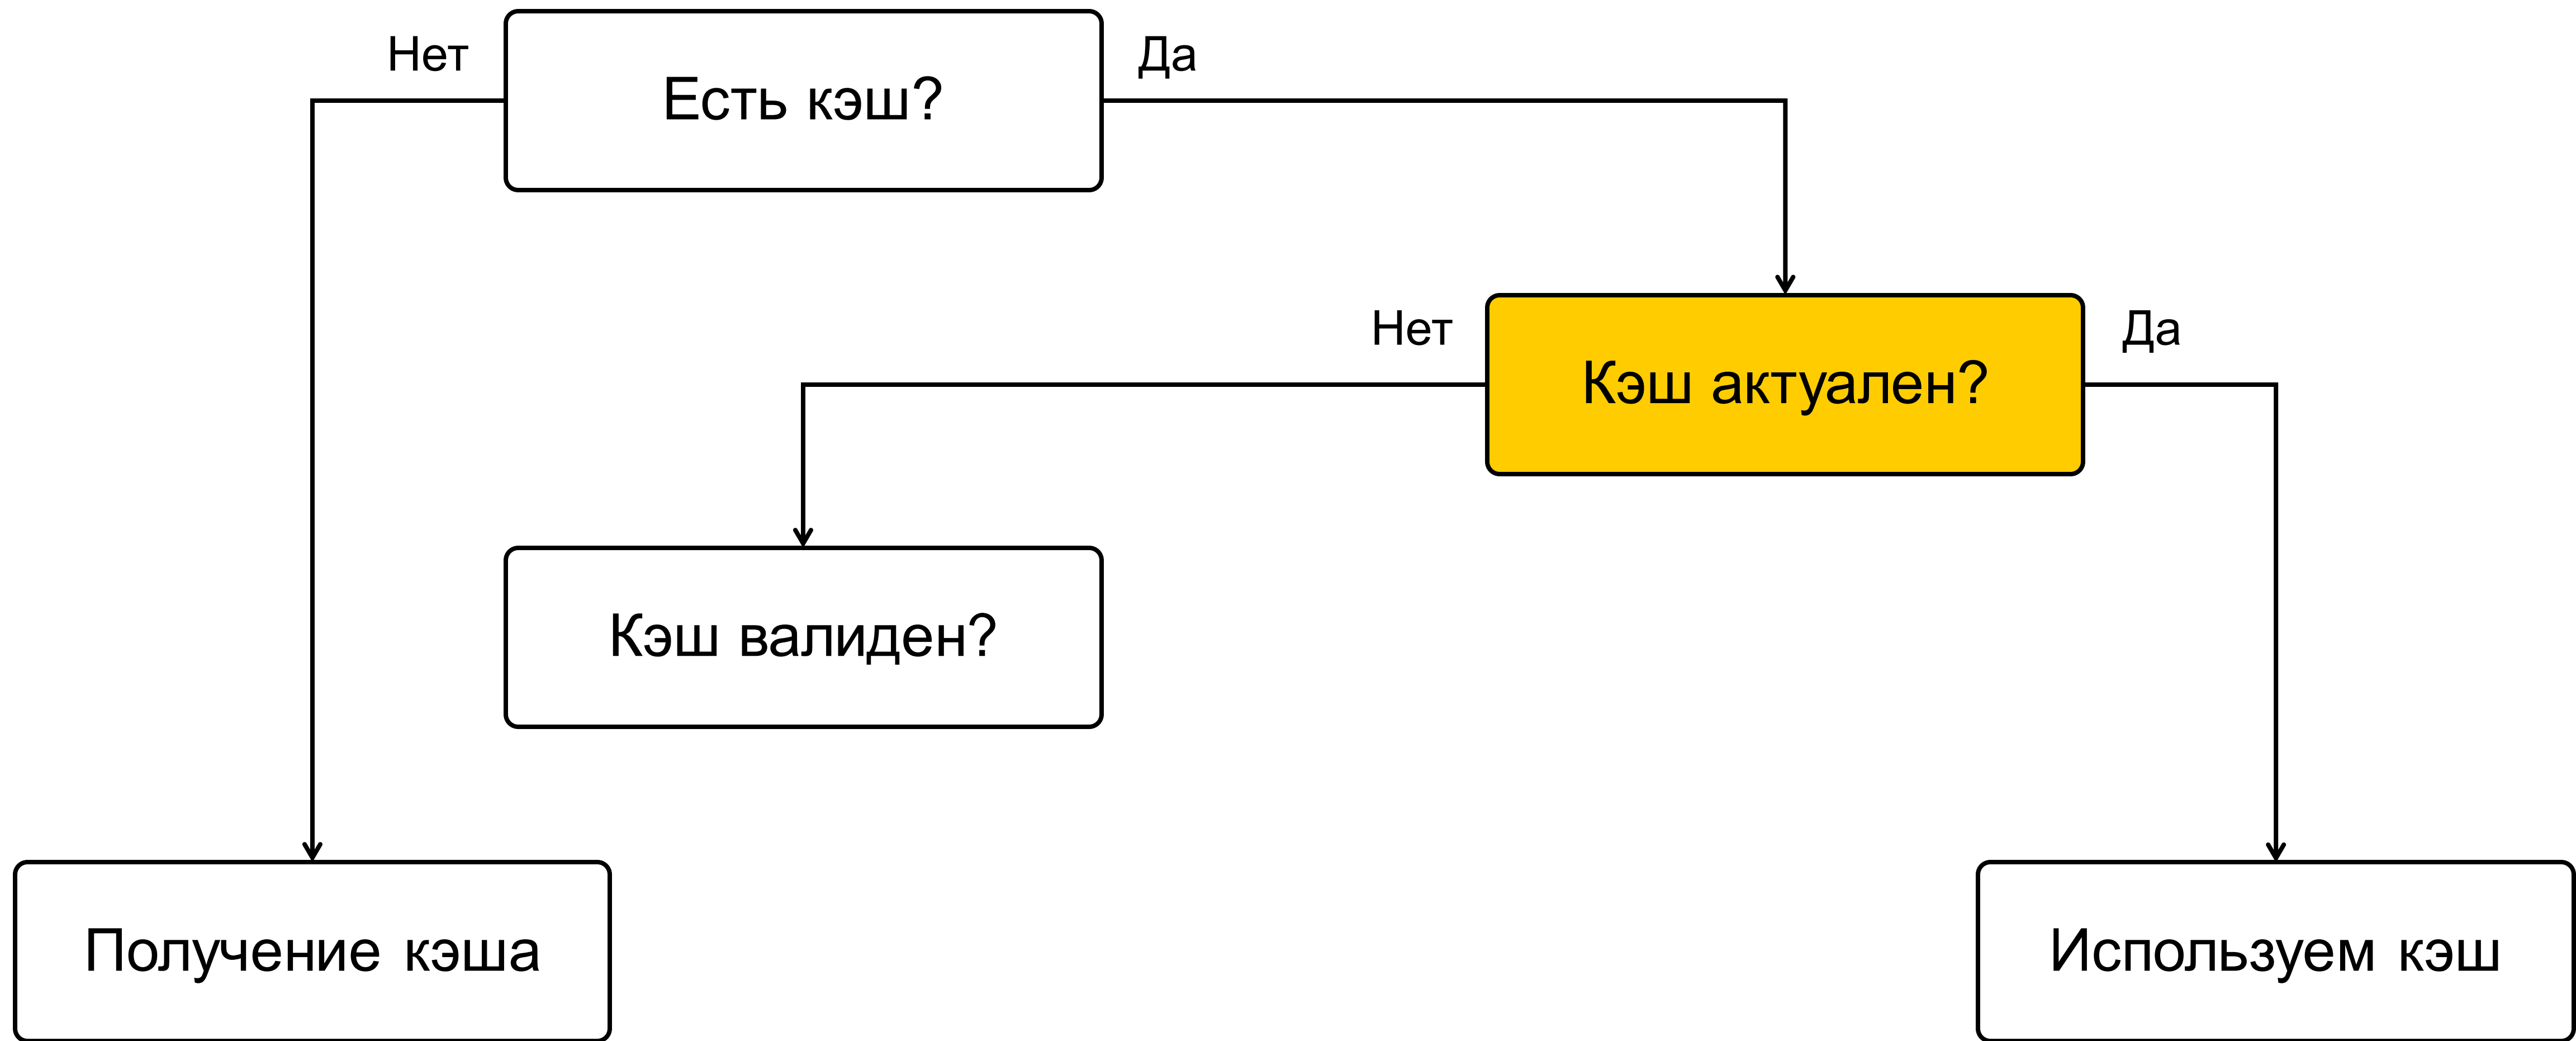 Нет
Есть кэш?
Да
Нет
Кэш актуален?
Да
Кэш валиден?
Получение кэша
Используем кэш